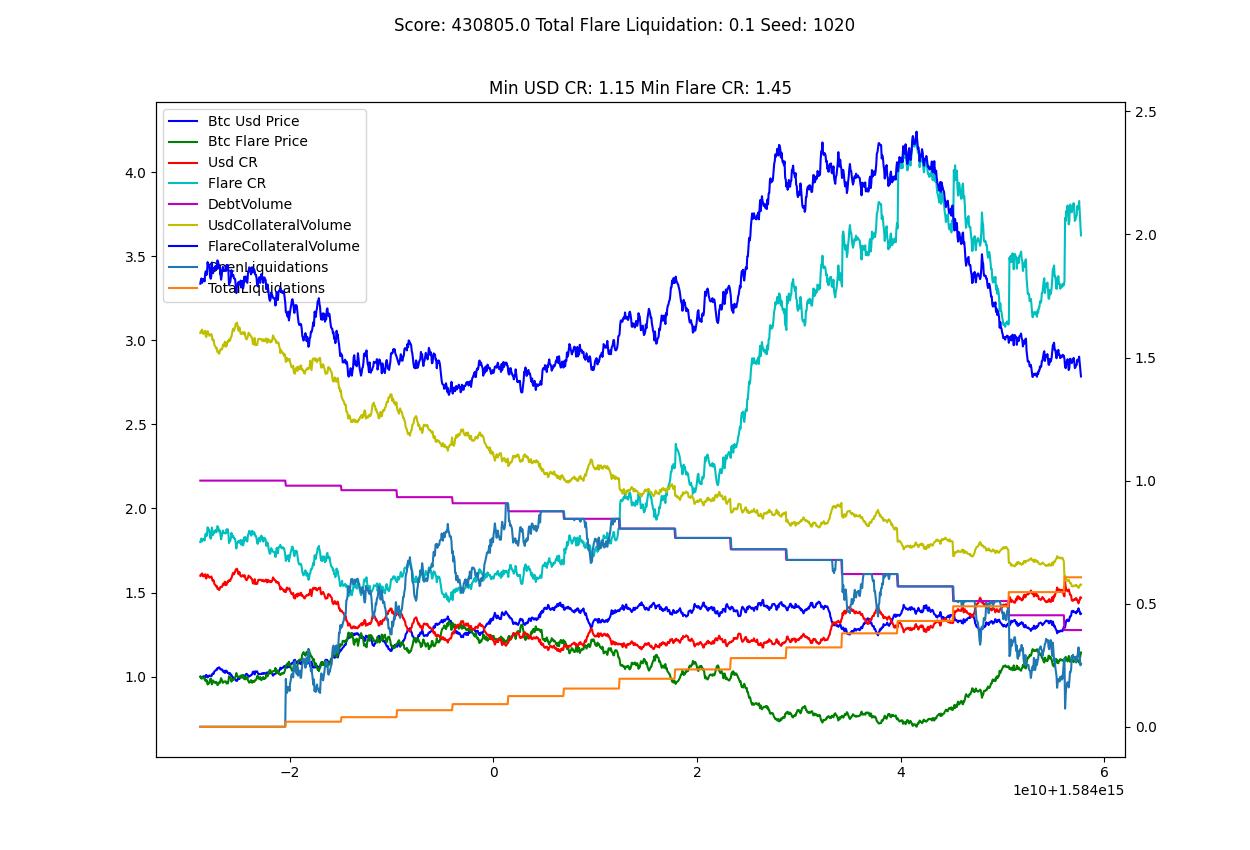 Score: 430805.0 Total Flare Liquidation: 0.1 Seed: 1020
Min USD CR: 1.15 Min Flare CR: 1.45
Btc Usd Price
Btc Flare Price
Usd CR
Flare CR
DebtVolume
UsdCollateralVolume
FlareCollateralVolume
OpenLiquidations
TotalLiquidations
4.0
3.5
3.0
2.5
2.0
1.5
1.0
2.5
2.0
1.5
1.0
0.5
0.0
−2 0 2 4 6
1e10+1.584e15